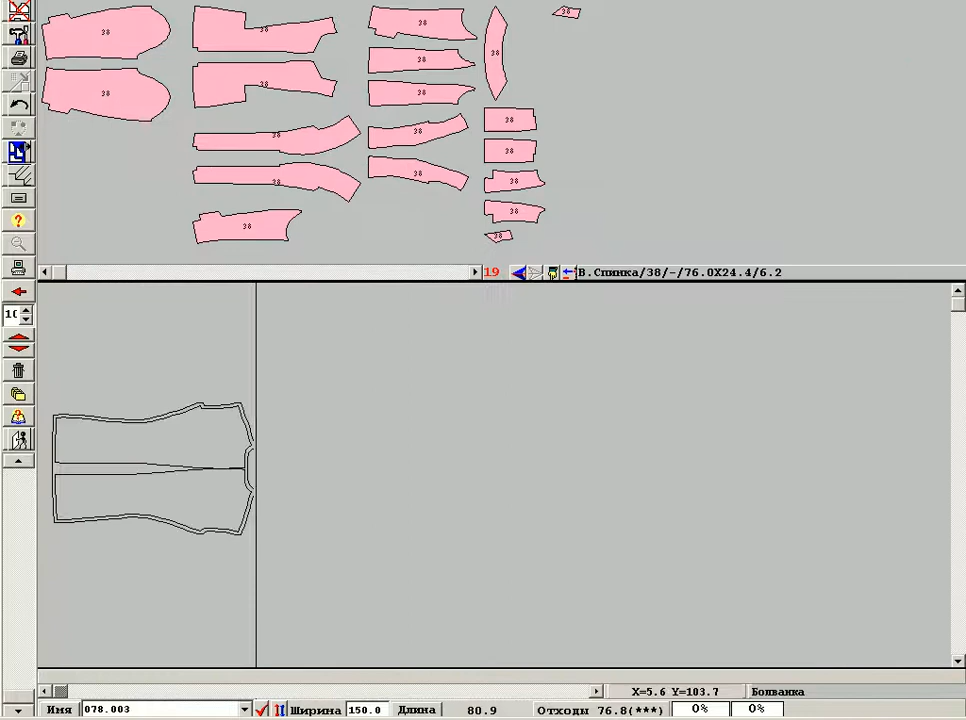 38 38 38 38
38 38
38
38 38 38
38 38 38
38 38
38 38
38 38
19 В.Спинка/38/-/76.0X24.4/6.2
?
10
X=5.6 Y=103.7 Болванка
Имя 078.003 Ширина 150.0 Длина 80.9 Отходы 76.8(***) 0% 0%